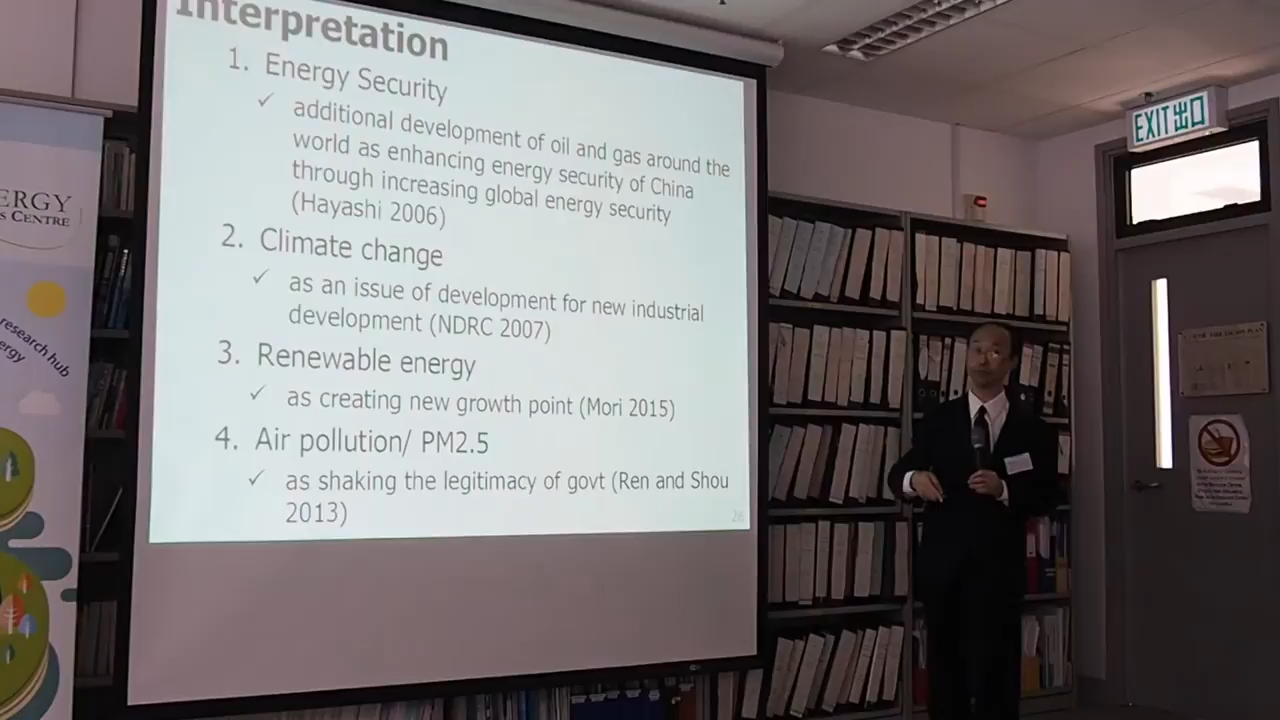 Interpretation
1. Energy Security
✓ additional development of oil and gas around the
world as enhancing energy security of China
through increasing global energy security
(Hayashi 2006)
2. Climate change
✓ as an issue of development for new industrial
development (NDRC 2007)
3. Renewable energy
✓ as creating new growth point (Mori 2015)
4. Air pollution/ PM2.5
✓ as shaking the legitimacy of govt (Ren and Shou
2013)
26
ERGY
S CENTRE
research hub
ergy
EXIT 出口